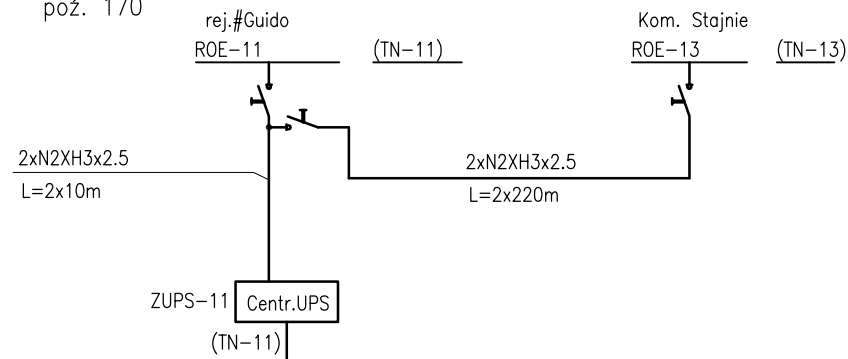 poz. 170
rej.#Guido
ROE-11 (TN-11)
Kom. Stajnie
ROE-13 (TN-13)
2xN2XH3x2.5
L=2x10m
2xN2XH3x2.5
L=2x220m
ZUPS-11 Centr.UPS
(TN-11)